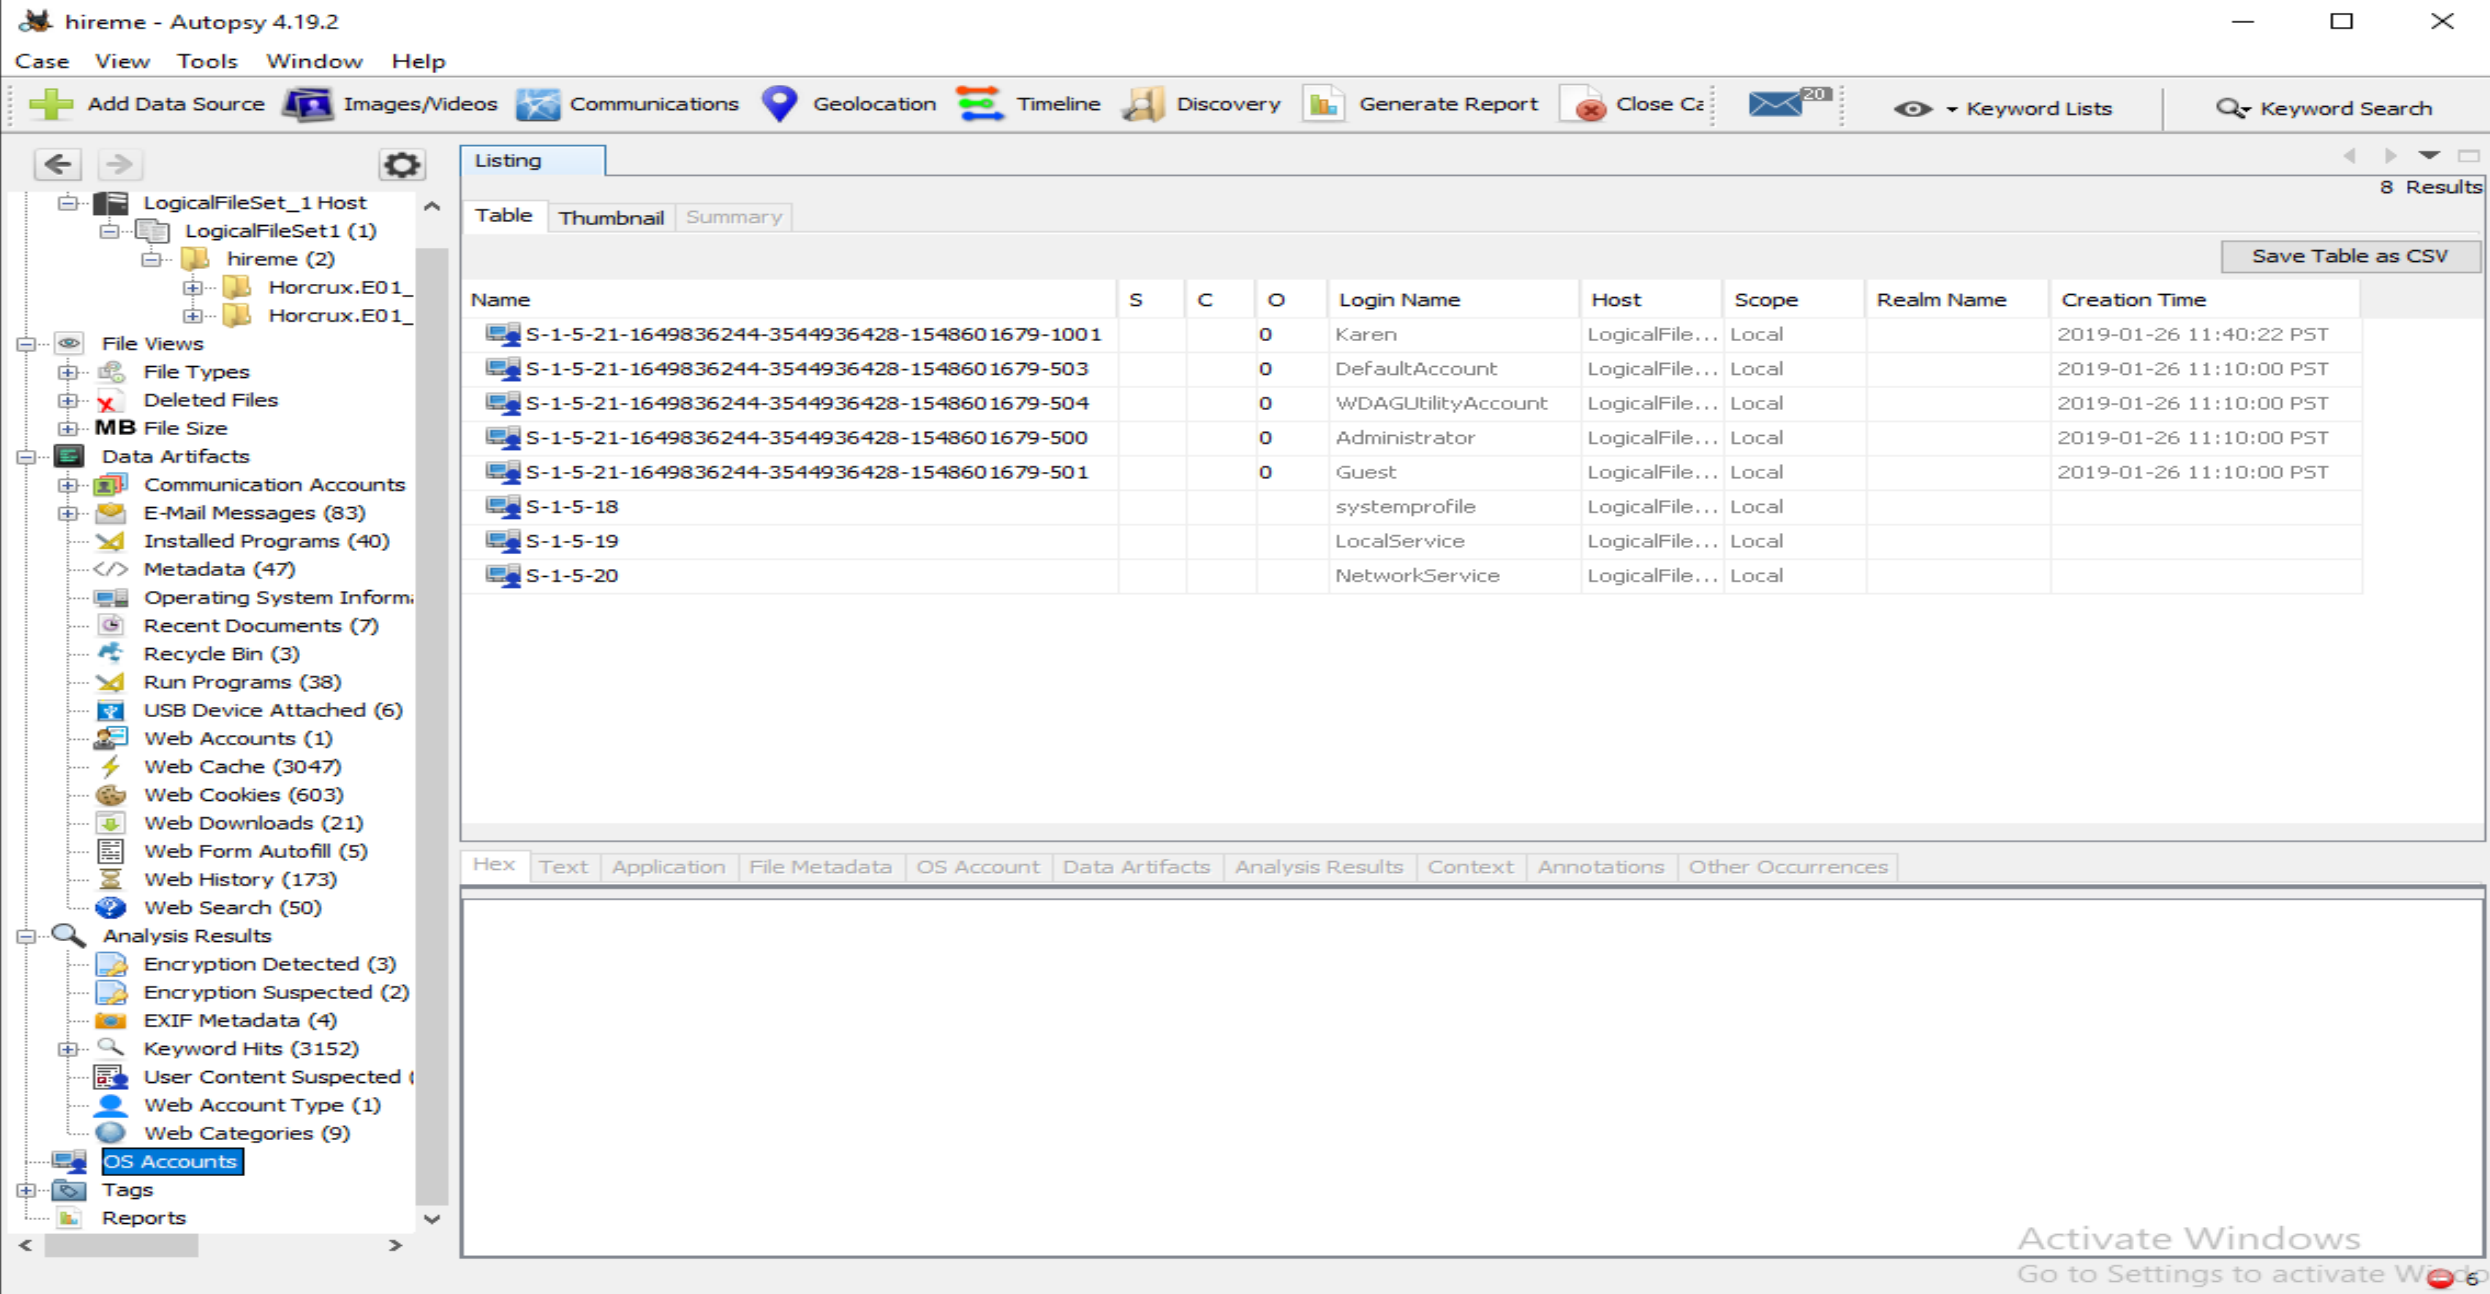 hireme - Autopsy 4.19.2
Case View Tools Window Help
Add Data Source Images/Videos Communications Geolocation Timeline Discovery Generate Report Close Ca 20 Keyword Lists Keyword Search
Listing
8 Results
Table Thumbnail Summary
Save Table as CSV
Name S C O Login Name Host Scope Realm Name Creation Time
S-1-5-21-1649836244-3544936428-1548601679-1001 0 Karen LogicalFile... Local 2019-01-26 11:40:22 PST
S-1-5-21-1649836244-3544936428-1548601679-503 0 DefaultAccount LogicalFile... Local 2019-01-26 11:10:00 PST
S-1-5-21-1649836244-3544936428-1548601679-504 0 WDAGUtilityAccount LogicalFile... Local 2019-01-26 11:10:00 PST
S-1-5-21-1649836244-3544936428-1548601679-500 0 Administrator LogicalFile... Local 2019-01-26 11:10:00 PST
S-1-5-21-1649836244-3544936428-1548601679-501 0 Guest LogicalFile... Local 2019-01-26 11:10:00 PST
S-1-5-18 systemprofile LogicalFile... Local
S-1-5-19 LocalService LogicalFile... Local
S-1-5-20 NetworkService LogicalFile... Local
LogicalFileSet_1 Host
LogicalFileSet1 (1)
hireme (2)
Horcrux.E01_
Horcrux.E01_
File Views
File Types
Deleted Files
MB File Size
Data Artifacts
Communication Accounts
E-Mail Messages (83)
Installed Programs (40)
Metadata (47)
Operating System Inform
Recent Documents (7)
Recycle Bin (3)
Run Programs (38)
USB Device Attached (6)
Web Accounts (1)
Web Cache (3047)
Web Cookies (603)
Web Downloads (21)
Web Form Autofill (5)
Web History (173)
Web Search (50)
Analysis Results
Encryption Detected (3)
Encryption Suspected (2)
EXIF Metadata (4)
Keyword Hits (3152)
User Content Suspected (
Web Account Type (1)
Web Categories (9)
OS Accounts
Tags
Reports
Hex Text Application File Metadata OS Account Data Artifacts Analysis Results Context Annotations Other Occurrences
Activate Windows
Go to Settings to activate
6